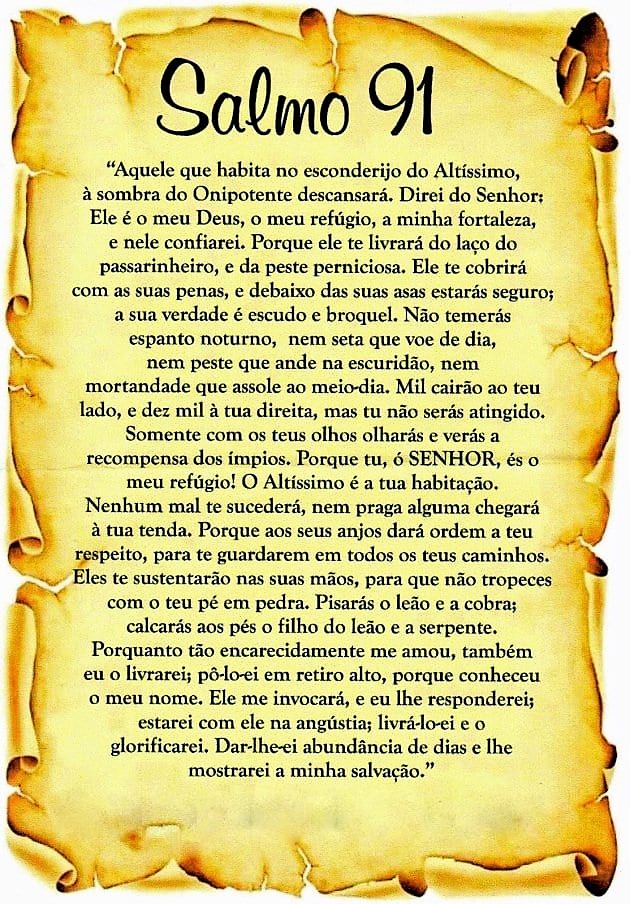 Salmo 91
“Aquele que habita no esconderijo do Altíssimo,
à sombra do Onipotente descansará. Direi do Senhor:
Ele é o meu Deus, o meu refúgio, a minha fortaleza,
e nele confiarei. Porque ele te livrará do laço do
passarinheiro, e da peste perniciosa. Ele te cobrirá
com as suas penas, e debaixo das suas asas estarás seguro;
a sua verdade é escudo e broquel. Não temerás
espanto noturno, nem seta que voe de dia,
nem peste que ande na escuridão, nem
mortandade que assole ao meio-dia. Mil cairão ao teu
lado, e dez mil à tua direita, mas tu não serás atingido.
Somente com os teus olhos olharás e verás a
recompensa dos ímpios. Porque tu, ó SENHOR, és o
meu refúgio! O Altíssimo é a tua habitação.
Nenhum mal te sucederá, nem praga alguma chegará
à tua tenda. Porque aos seus anjos dará ordem a teu
respeito, para te guardarem em todos os teus caminhos.
Eles te sustentarão nas suas mãos, para que não tropeces
com o teu pé em pedra. Pisarás o leão e a cobra;
calcarás aos pés o filho do leão e a serpente.
Porquanto tão encarecidamente me amou, também
eu o livrarei; pô-lo-ei em retiro alto, porque conheceu
o meu nome. Ele me invocará, e eu lhe responderei;
estarei com ele na angústia; livrá-lo-ei e o
glorificarei. Dar-lhe-ei abundância de dias e lhe
mostrarei a minha salvação.”